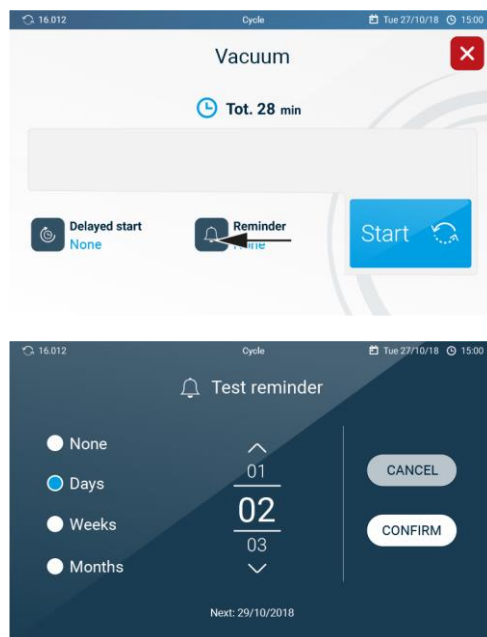 16.012 Cycle Tue 27/10/18 15:00
Vacuum
Tot. 28 min
Delayed start
None
Reminder
Start
16.012 Cycle Tue 27/10/18 15:00
Test reminder
None
Days
Weeks
Months
01
02
03
CANCEL
CONFIRM
Next: 29/10/2018